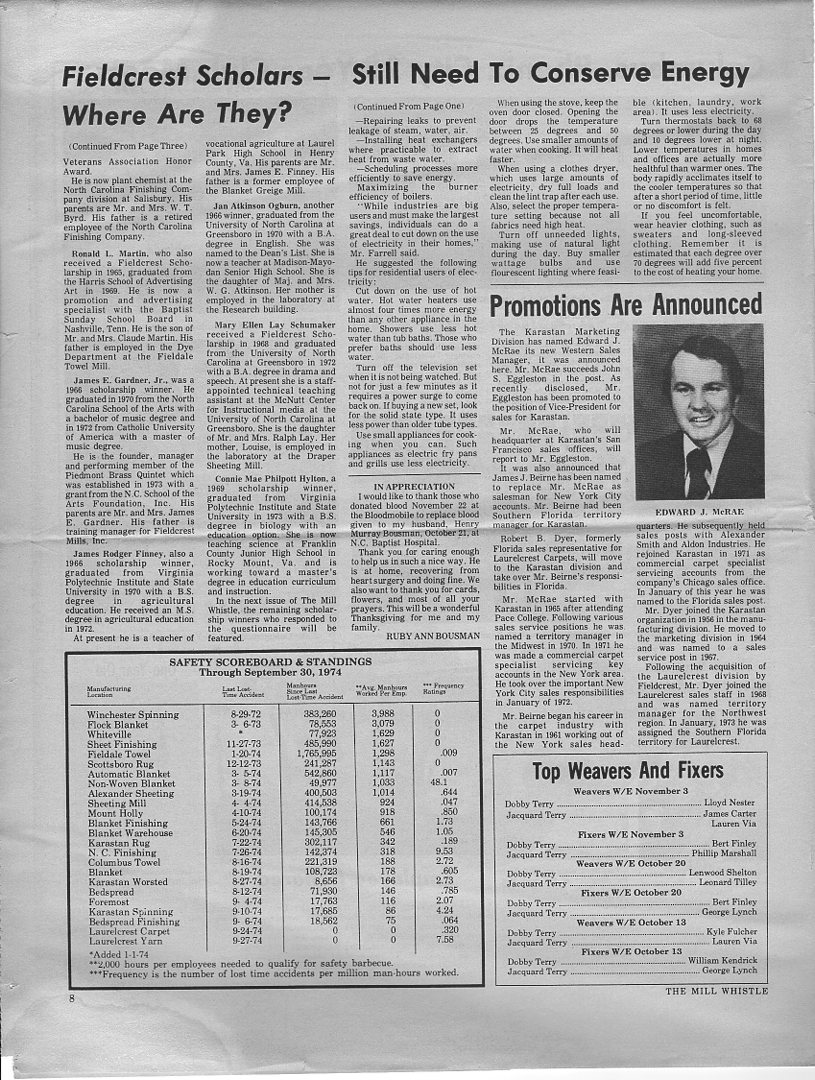 Fieldcrest Scholars –
Where Are They?
(Continued From Page Three)
Veterans Association Honor
Award.
He is now plant chemist at the
North Carolina Finishing Com-
pany division at Salisbury. His
parents are Mr. and Mrs. W. T.
Byrd. His father is a retired
employee of the North Carolina
Finishing Company.
Ronald L. Martin, who also
received a Fieldcrest Scho-
larship in 1965, graduated from
the Harris School of Advertising
Art in 1969. He is now a
promotion and advertising
specialist with the Baptist
Sunday School Board in
Nashville, Tenn. He is the son of
Mr. and Mrs. Claude Martin. His
father is employed in the Dye
Department at the Fieldale
Towel Mill.
James E. Gardner, Jr., was a
1966 scholarship winner. He
graduated in 1970 from the North
Carolina School of the Arts with
a bachelor of music degree and
in 1972 from Catholic University
of America with a master of
music degree.
He is the founder, manager
and performing member of the
Piedmont Brass Quintet which
was established in 1973 with a
grant from the N.C. School of the
Arts Foundation, Inc. His
parents are Mr. and Mrs. James
E. Gardner. His father is
training manager for Fieldcrest
Mills, Inc.
James Rodger Finney, also a
1966 scholarship winner,
graduated from Virginia
Polytechnic Institute and State
University in 1970 with a B.S.
degree in agricultural
education. He received an M.S.
degree in agricultural education
in 1972.
At present he is a teacher of
vocational agriculture at Laurel
Park High School in Henry
County, Va. His parents are Mr.
and Mrs. James E. Finney. His
father is a former employee of
the Blanket Greige Mill.
Jan Atkinson Ogburn, another
1966 winner, graduated from the
University of North Carolina at
Greensboro in 1970 with a B.A.
degree in English. She was
named to the Dean's List. She is
now a teacher at Madison-Mayo-
dan Senior High School. She is
the daughter of Maj. and Mrs.
W. G. Atkinson. Her mother is
employed in the laboratory at
the Research building.
Mary Ellen Lay Schumaker
received a Fieldcrest Scho-
larship in 1968 and graduated
from the University of North
Carolina at Greensboro in 1972
with a B.A. degree in drama and
speech. At present she is a staff-
appointed technical teaching
assistant at the McNutt Center
for Instructional media at the
University of North Carolina at
Greensboro. She is the daughter
of Mr. and Mrs. Ralph Lay. Her
mother, Louise, is employed in
the laboratory at the Draper
Sheeting Mill.
Connie Mae Philpott Hylton, a
1969 scholarship winner,
graduated from Virginia
Polytechnic Institute and State
University in 1973 with a B.S.
degree in biology with an
education option. She is now
teaching science at Franklin
County Junior High School in
Rocky Mount, Va. and is
working toward a master's
degree in education curriculum
and instruction.
In the next issue of The Mill
Whistle, the remaining scholar-
ship winners who responded to
the questionnaire will be
featured.
Still Need To Conserve Energy
(Continued From Page One)
—Repairing leaks to prevent
leakage of steam, water, air.
—Installing heat exchangers
where practicable to extract
heat from waste water.
—Scheduling processes more
efficiently to save energy.
Maximizing the burner
efficiency of boilers.
"While industries are big
users and must make the largest
savings, individuals can do a
great deal to cut down on the use
of electricity in their homes,"
Mr. Farrell said.
He suggested the following
tips for residential users of elec-
tricity:
Cut down on the use of hot
water. Hot water heaters use
almost four times more energy
than any other appliance in the
home. Showers use less hot
water than tub baths. Those who
prefer baths should use less
water.
Turn off the television set
when it is not being watched. But
not for just a few minutes as it
requires a power surge to come
back on. If buying a new set, look
for the solid state type. It uses
less power than older tube types.
Use small appliances for cook-
ing when you can. Such
appliances as electric fry pans
and grills use less electricity.
When using the stove, keep the
oven door closed. Opening the
door drops the temperature
between 25 degrees and 50
degrees. Use smaller amounts of
water when cooking. It will heat
faster.
When using a clothes dryer,
which uses large amounts of
electricity, dry full loads and
clean the lint trap after each use.
Also, select the proper tempera-
ture setting because not all
fabrics need high heat.
Turn off unneeded lights,
making use of natural light
during the day. Buy smaller
wattage bulbs and use
flourescent lighting where feasi-
ble (kitchen, laundry, work
area). It uses less electricity.
Turn thermostats back to 68
degrees or lower during the day
and 10 degrees lower at night.
Lower temperatures in homes
and offices are actually more
healthful than warmer ones. The
body rapidly acclimates itself to
the cooler temperatures so that
after a short period of time, little
or no discomfort is felt.
If you feel uncomfortable,
wear heavier clothing, such as
sweaters and long-sleeved
clothing. Remember it is
estimated that each degree over
70 degrees will add five percent
to the cost of heating your home.
IN APPRECIATION
I would like to thank those who
donated blood November 22 at
the Bloodmobile to replace blood
given to my husband, Henry
Murray Bousman, October 21, at
N.C. Baptist Hospital.
Thank you for caring enough
to help us in such a nice way. He
is at home, recovering from
heart surgery and doing fine. We
also want to thank you for cards,
flowers, and most of all your
prayers. This will be a wonderful
Thanksgiving for me and my
family.
RUBY ANN BOUSMAN
Promotions Are Announced
The Karastan Marketing
Division has named Edward J.
McRae its new Western Sales
Manager, it was announced
here. Mr. McRae succeeds John
S. Eggleston in the post. As
recently disclosed, Mr.
Eggleston has been promoted to
the position of Vice-President for
sales for Karastan.
Mr. McRae, who will
headquarter at Karastan's San
Francisco sales offices, will
report to Mr. Eggleston.
It was also announced that
James J. Beirne has been named
to replace Mr. McRae as
salesman for New York City
accounts. Mr. Beirne had been
Southern Florida territory
manager for Karastan.
Robert B. Dyer, formerly
Florida sales representative for
Laurelcrest Carpets, will move
to the Karastan division and
take over Mr. Beirne's responsi-
bilities in Florida.
Mr. McRae started with
Karastan in 1965 after attending
Pace College. Following various
sales service positions he was
named a territory manager in
the Midwest in 1970. In 1971 he
was made a commercial carpet
specialist servicing key
accounts in the New York area.
He took over the important New
York City sales responsibilities
in January of 1972.
Mr. Beirne began his career in
the carpet industry with
Karastan in 1961 working out of
the New York sales head-
EDWARD J. McRAE
quarters. He subsequently held
sales posts with Alexander
Smith and Aldon Industries. He
rejoined Karastan in 1971 as
commercial carpet specialist
servicing accounts from the
company's Chicago sales office.
In January of this year he was
named to the Florida sales post.
Mr. Dyer joined the Karastan
organization in 1956 in the manu-
facturing division. He moved to
the marketing division in 1964
and was named to a sales
service post in 1967.
Following the acquisition of
the Laurelcrest division by
Fieldcrest, Mr. Dyer joined the
Laurelcrest sales staff in 1968
and was named territory
manager for the Northwest
region. In January, 1973 he was
assigned the Southern Florida
territory for Laurelcrest.
SAFETY SCOREBOARD & STANDINGS
Through September 30, 1974
Manufacturing Location | Last Lost-Time Accident | Manhours Since Last Lost-Time Accident | **Avg. Manhours Worked Per Emp. | *** Frequency Ratings
Winchester Spinning 8-29-72 383,260 3,988 0
Flock Blanket 3- 6-73 78,553 3,079 0
Whiteville * 77,923 1,629 0
Sheet Finishing 11-27-73 485,990 1,627 0
Fieldale Towel 1-20-74 1,765,995 1,298 .009
Scottsboro Rug 12-12-73 241,287 1,143 0
Automatic Blanket 3- 5-74 542,860 1,117 .007
Non-Woven Blanket 3- 8-74 49,977 1,033 48.1
Alexander Sheeting 3-19-74 400,503 1,014 .644
Sheeting Mill 4- 4-74 414,538 924 .047
Mount Holly 4-10-74 100,174 918 .850
Blanket Finishing 5-24-74 143,766 661 1.73
Blanket Warehouse 6-20-74 145,305 546 1.05
Karastan Rug 7-22-74 302,117 342 .189
N. C. Finishing 7-26-74 142,374 318 9.53
Columbus Towel 8-16-74 221,319 188 2.72
Blanket 8-19-74 108,723 178 .605
Karastan Worsted 8-27-74 8,656 166 2.73
Bedspread 8-12-74 71,930 146 .785
Foremost 9- 4-74 17,763 116 2.07
Karastan Spinning 9-10-74 17,685 86 4.24
Bedspread Finishing 9- 6-74 18,562 75 .064
Laurelcrest Carpet 9-24-74 0 0 .320
Laurelcrest Yarn 9-27-74 0 0 7.58
*Added 1-1-74
**2,000 hours per employees needed to qualify for safety barbecue.
***Frequency is the number of lost time accidents per million man-hours worked.
Top Weavers And Fixers
Weavers W/E November 3
Dobby Terry Lloyd Nester
Jacquard Terry James Carter
Lauren Via
Fixers W/E November 3
Dobby Terry Bert Finley
Jacquard Terry Phillip Marshall
Weavers W/E October 20
Dobby Terry Lenwood Shelton
Jacquard Terry Leonard Tilley
Fixers W/E October 20
Dobby Terry Bert Finley
Jacquard Terry George Lynch
Weavers W/E October 13
Dobby Terry Kyle Fulcher
Jacquard Terry Lauren Via
Fixers W/E October 13
Dobby Terry William Kendrick
Jacquard Terry George Lynch
8
THE MILL WHISTLE